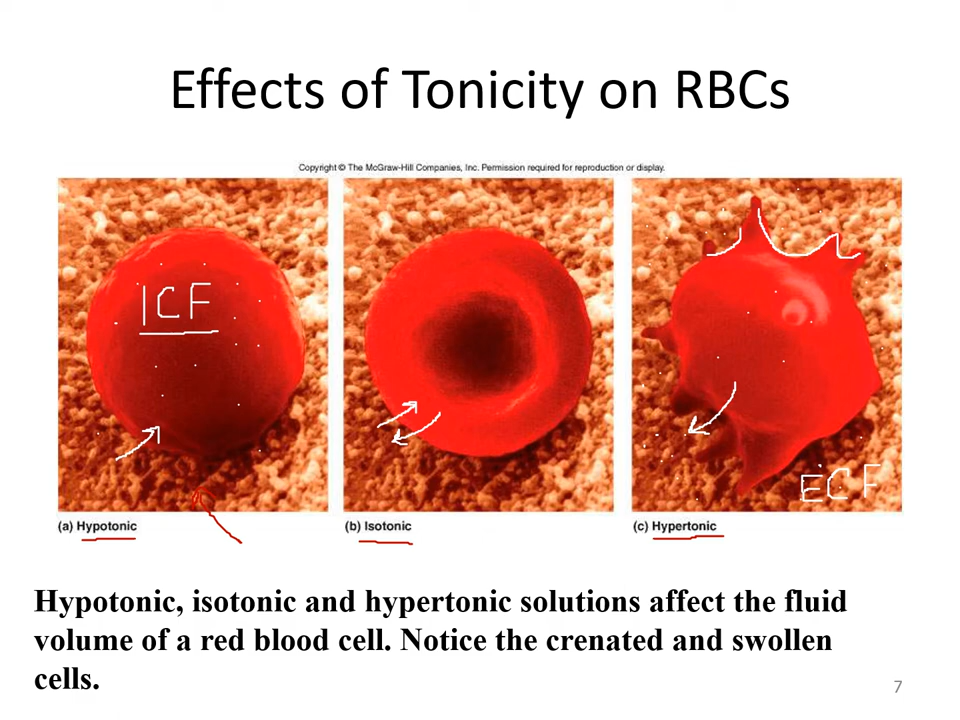 Effects of Tonicity on RBCs
Copyright © The McGraw-Hill Companies, Inc. Permission required for reproduction or display.
ICF
ECF
(a) Hypotonic
(b) Isotonic
(c) Hypertonic
Hypotonic, isotonic and hypertonic solutions affect the fluid
volume of a red blood cell. Notice the crenated and swollen
cells.
7